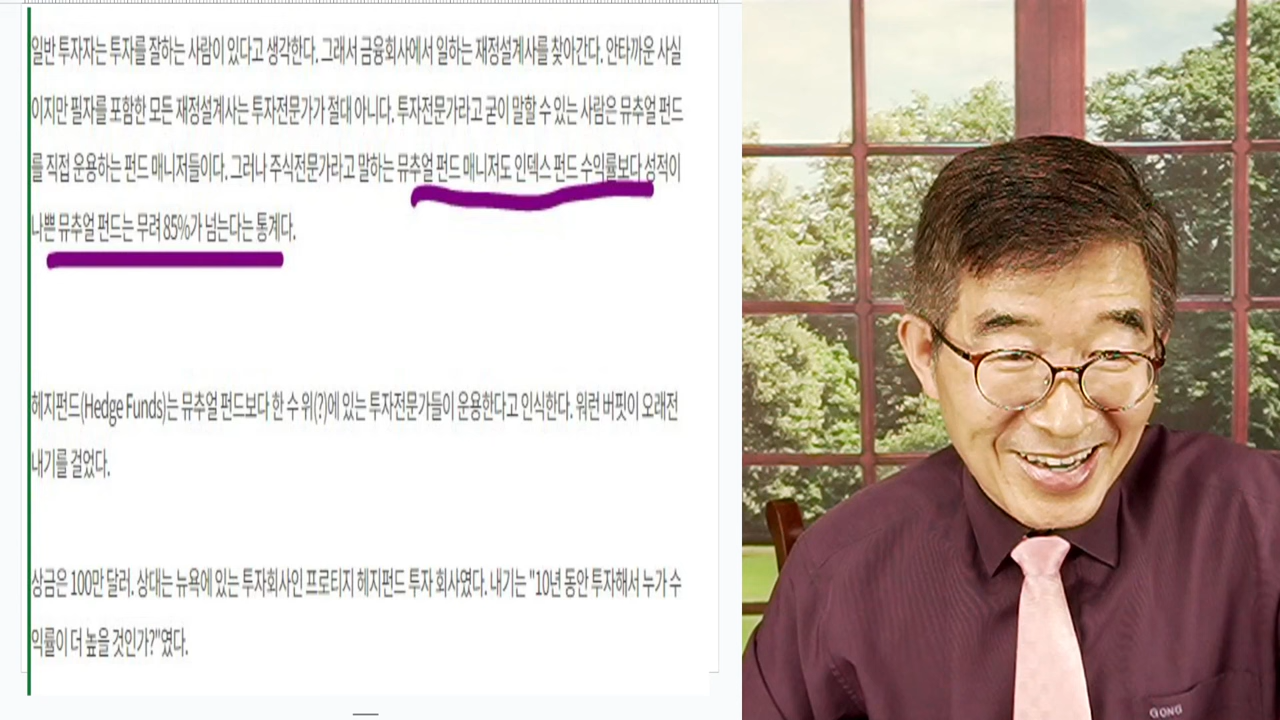 일반 투자자는 투자를 잘하는 사람이 있다고 생각한다. 그래서 금융회사에서 일하는 재정설계사를 찾아간다. 안타까운 사실
이지만 필자를 포함한 모든 재정설계사는 투자전문가가 절대 아니다. 투자전문가라고 굳이 말할 수 있는 사람은 뮤추얼 펀드
를 직접 운용하는 펀드 매니저들이다. 그러나 주식전문가라고 말하는 뮤추얼 펀드 매니저도 인덱스 펀드 수익률보다 성적이
나쁜 뮤추얼 펀드는 무려 85%가 넘는다는 통계다.
헤지펀드(Hedge Funds)는 뮤추얼 펀드보다 한 수 위(?)에 있는 투자전문가들이 운용한다고 인식한다. 워런 버핏이 오래전
내기를 걸었다.
상금은 100만 달러. 상대는 뉴욕에 있는 투자회사인 프로티지 헤지펀드 투자 회사였다. 내기는 "10년 동안 투자해서 누가 수
익률이 더 높을 것인가?"였다.
GONG